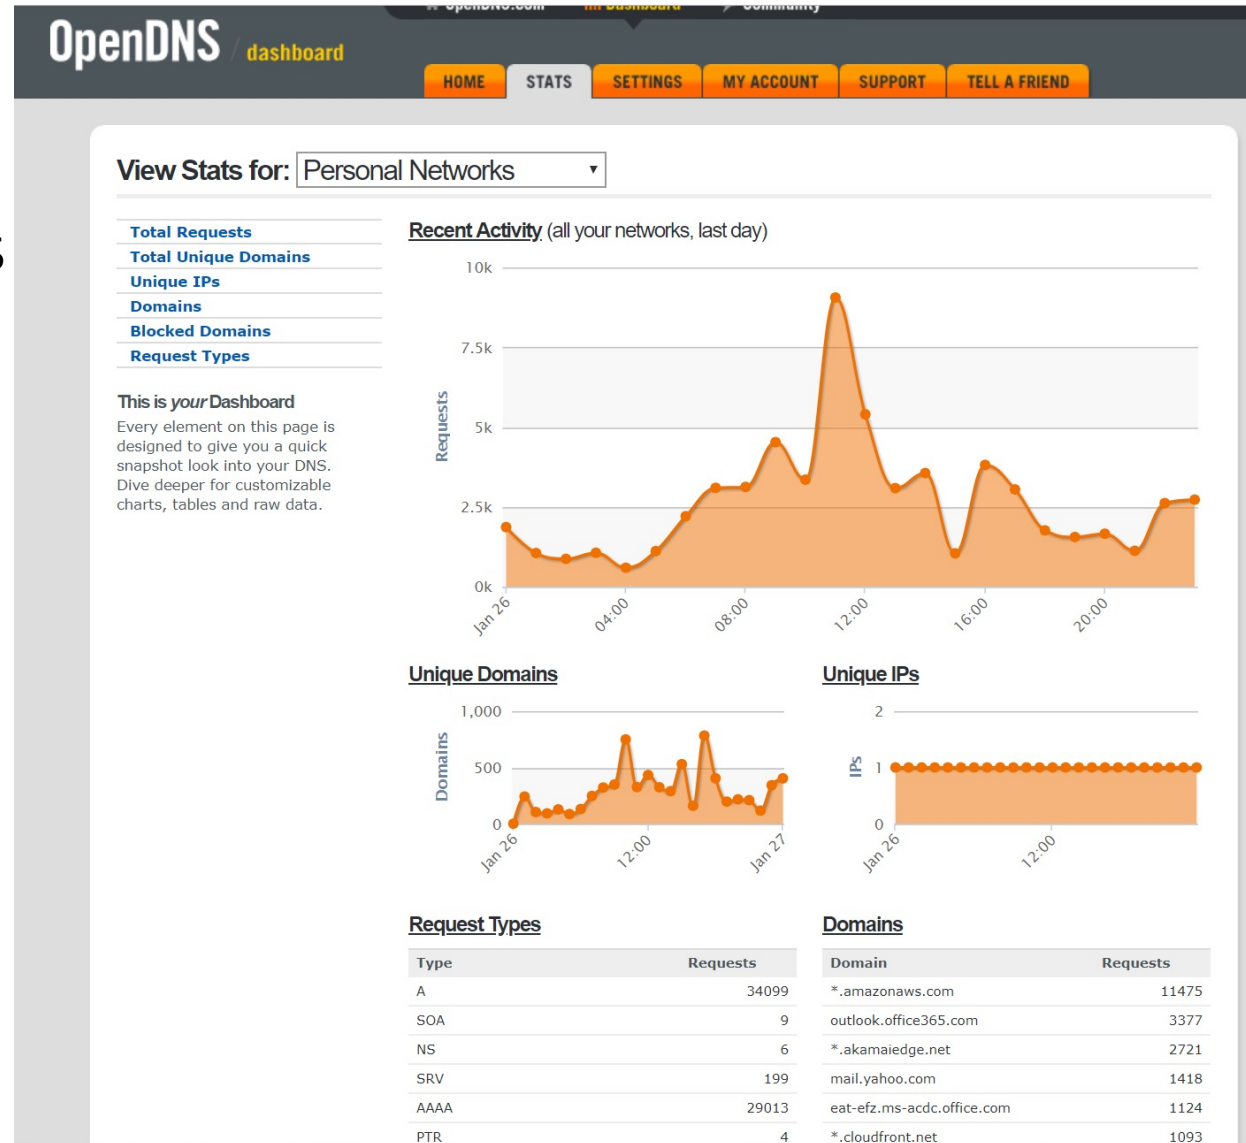 OpenDNS.com Dashboard Community
OpenDNS / dashboard
HOME STATS SETTINGS MY ACCOUNT SUPPORT TELL A FRIEND
View Stats for: Personal Networks
Total Requests
Total Unique Domains
Unique IPs
Domains
Blocked Domains
Request Types
This is your Dashboard
Every element on this page is
designed to give you a quick
snapshot look into your DNS.
Dive deeper for customizable
charts, tables and raw data.
Recent Activity (all your networks, last day)
10k
7.5k
5k
2.5k
0k
Requests
Jan 26 04:00 08:00 12:00 16:00 20:00
Unique Domains
1,000
500
0
Domains
Jan 26 12:00 Jan 27
Unique IPs
2
1
0
IPs
Jan 26 12:00
Request Types
Type Requests
A 34099
SOA 9
NS 6
SRV 199
AAAA 29013
PTR 4
Domains
Domain Requests
*.amazonaws.com 11475
outlook.office365.com 3377
*.akamaiedge.net 2721
mail.yahoo.com 1418
eat-efz.ms-acdc.office.com 1124
*.cloudfront.net 1093